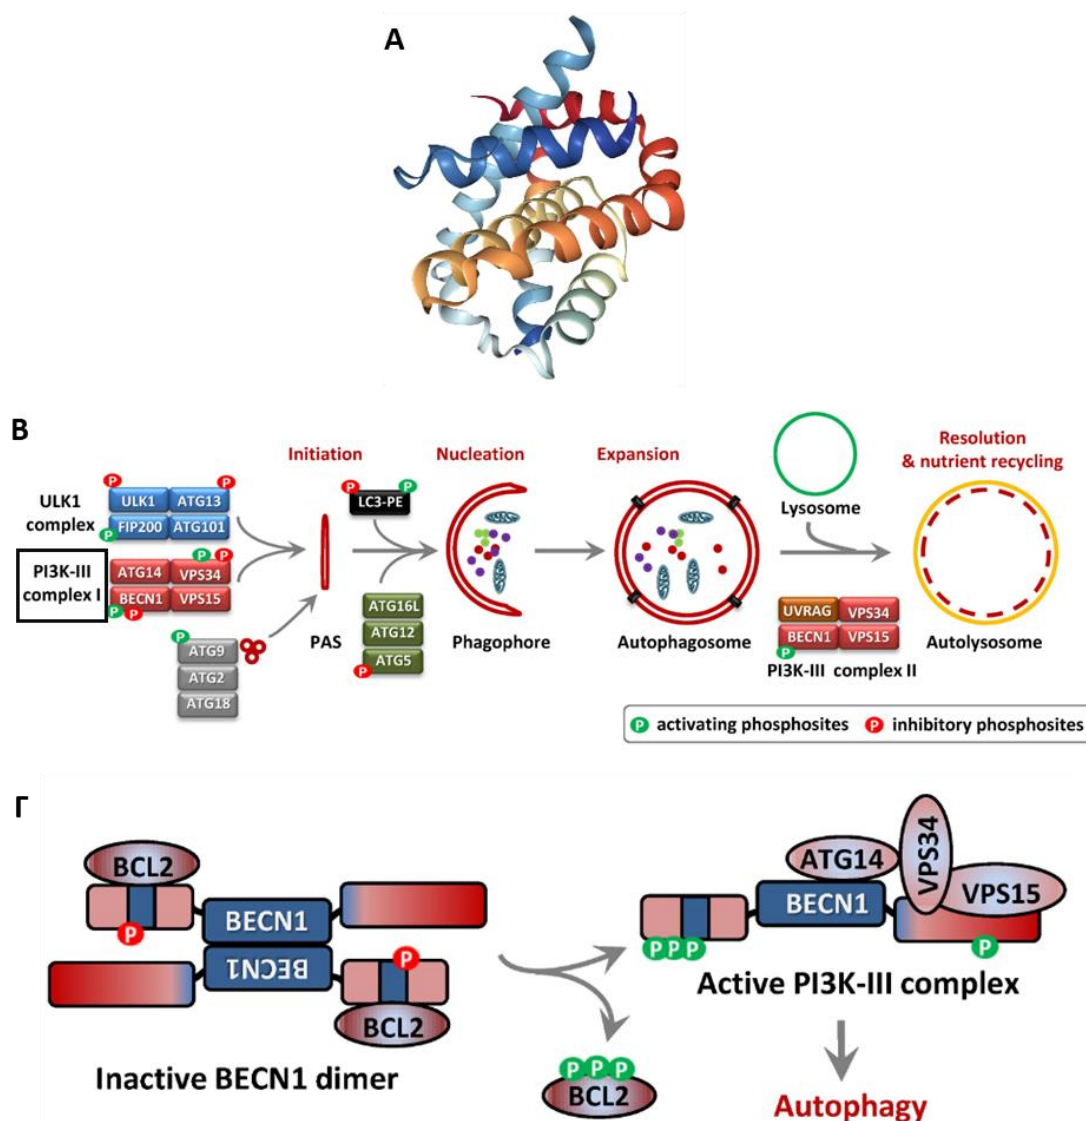 A
B
Initiation
Nucleation
Expansion
Resolution
& nutrient recycling
ULK1
complex
P
P
ULK1
ATG13
P
FIP200
ATG101
PI3K-III
complex I
P
P
ATG14
VPS34
BECN1
VPS15
P
P
P
ATG9
ATG2
ATG18
PAS
P
P
LC3-PE
ATG16L
ATG12
ATG5
P
Phagophore
Autophagosome
Lysosome
UVRAG
VPS34
BECN1
VPS15
P
PI3K-III complex II
Autolysosome
P activating phosphosites
P inhibitory phosphosites
Γ
BCL2
P
BECN1
BECN1
P
BCL2
Inactive BECN1 dimer
P P P
BCL2
ATG14
VPS34
VPS15
BECN1
P P P
P
Active PI3K-III complex
Autophagy